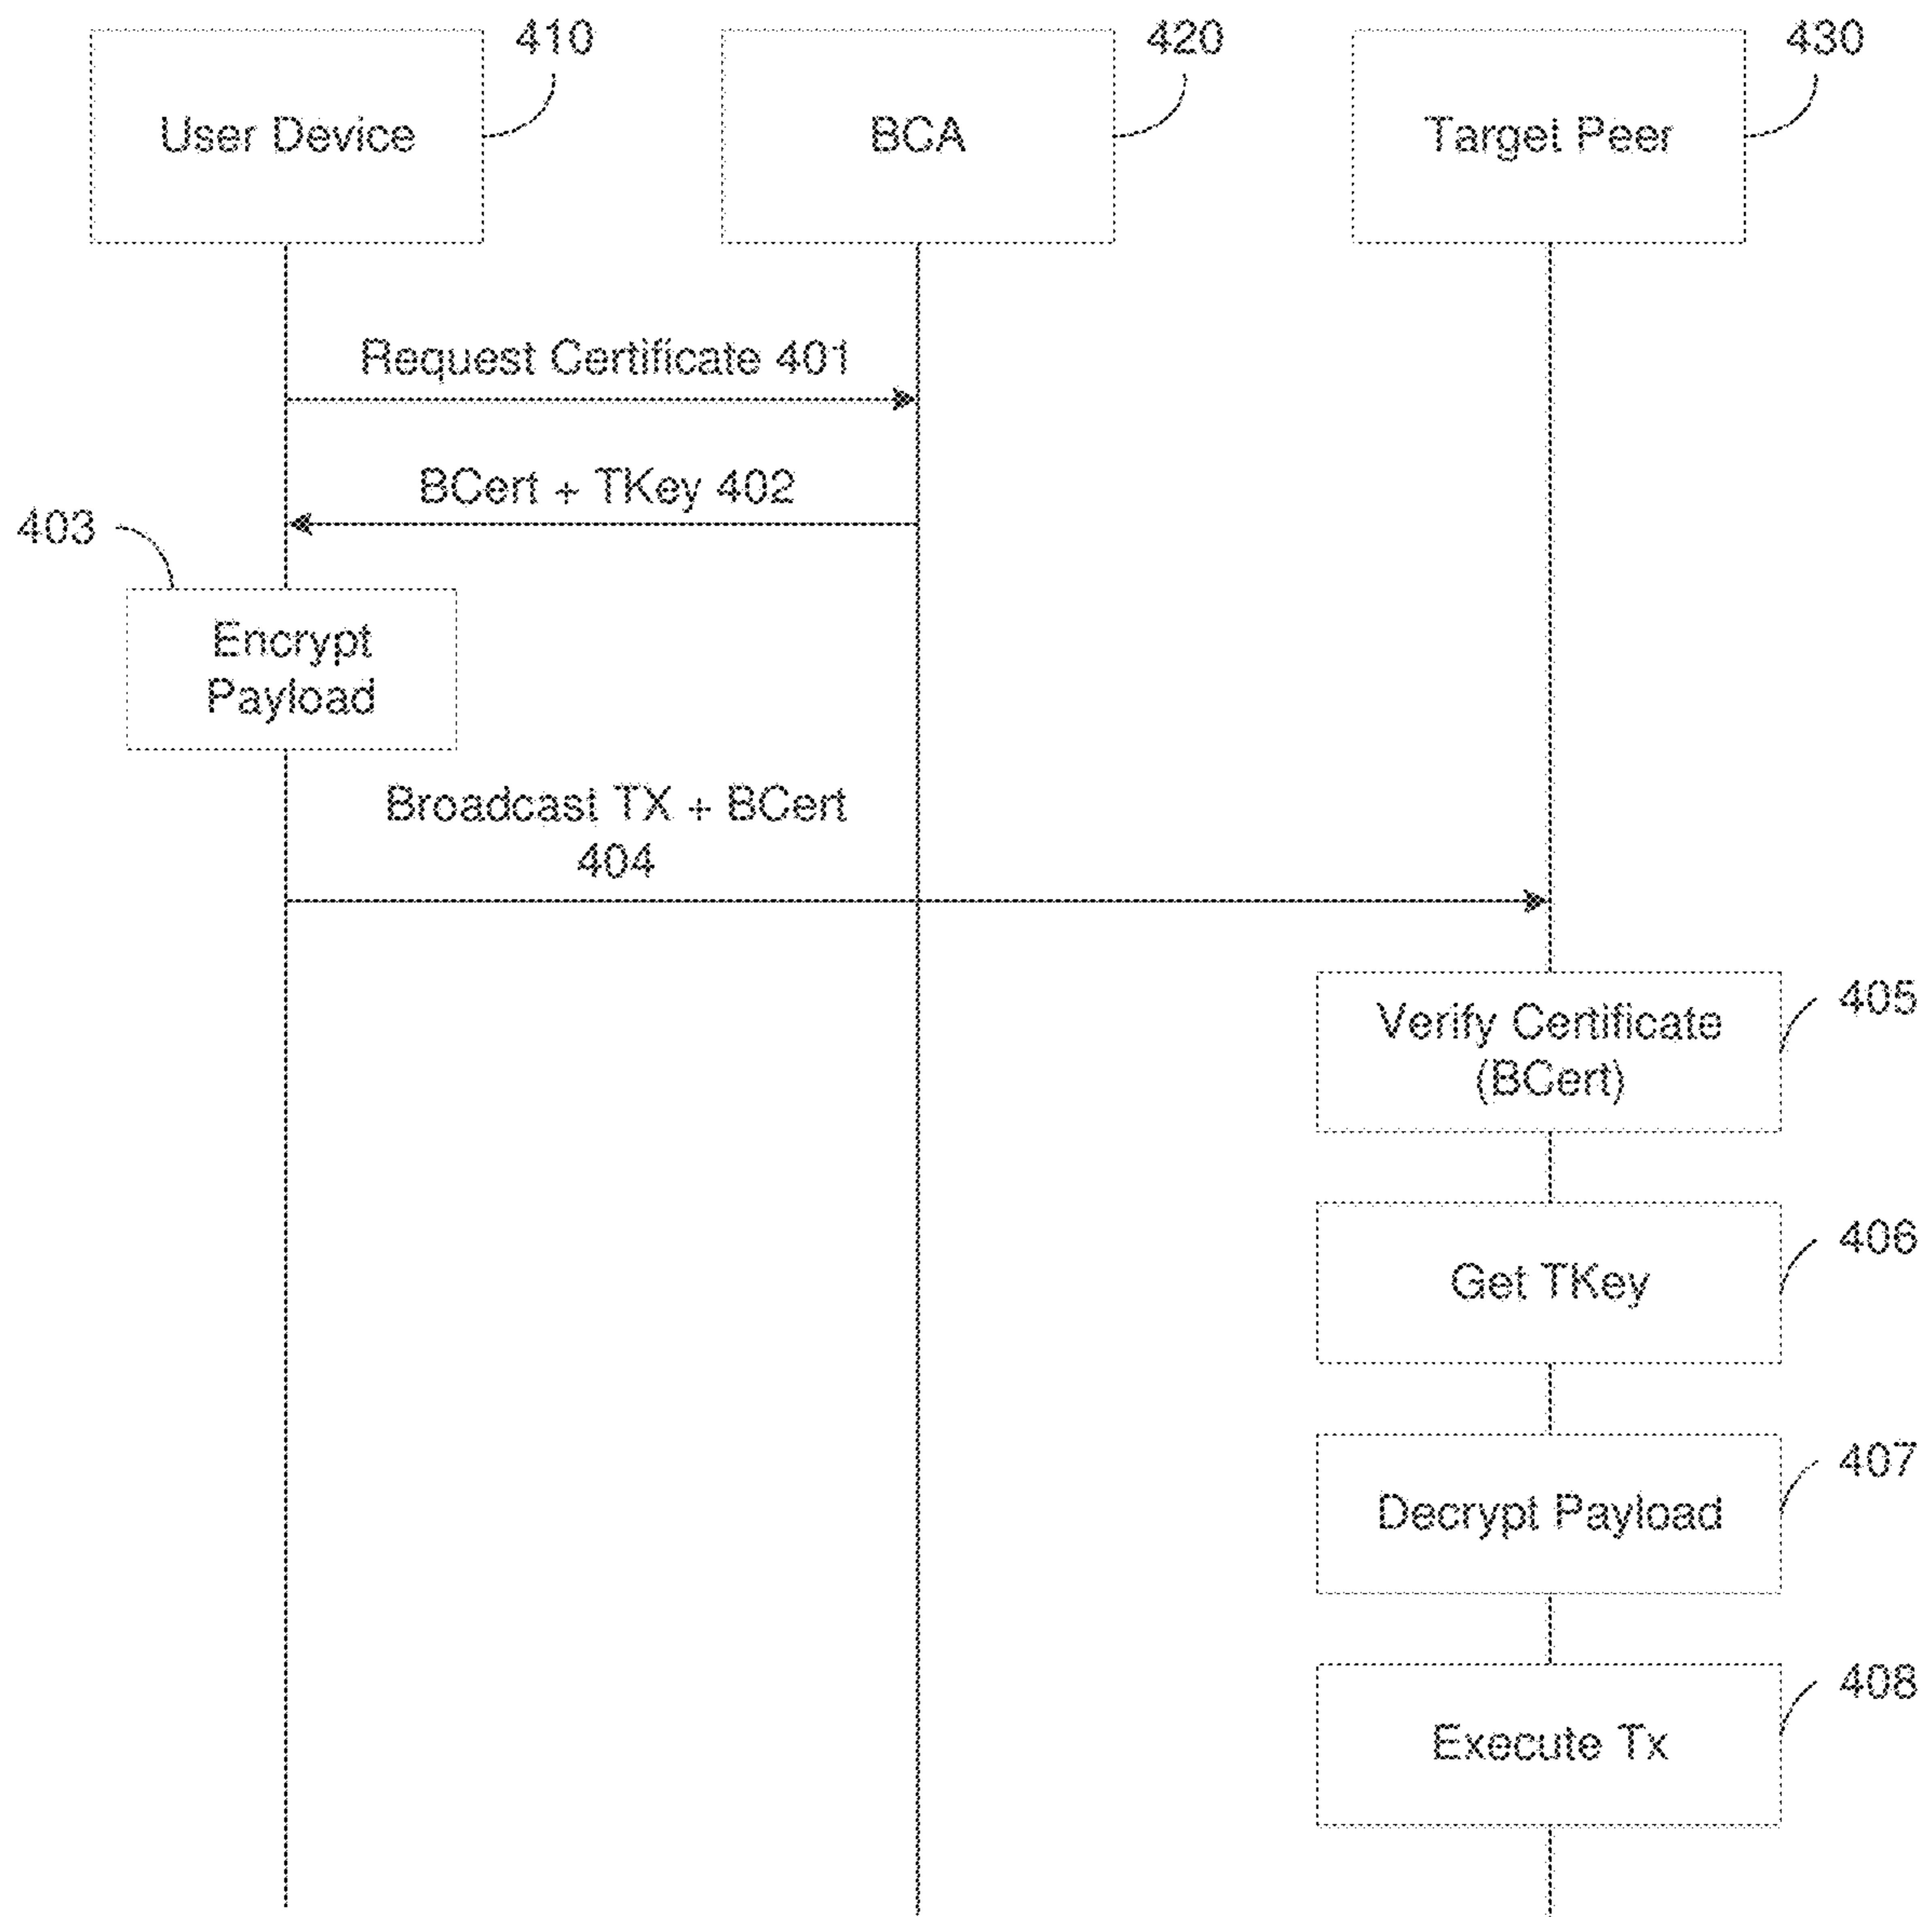 410
420
430
User Device
BCA
Target Peer
Request Certificate 401
BCert + TKey 402
403
Encrypt
Payload
Broadcast TX + BCert
404
405
Verify Certificate
(BCert)
406
Get TKey
407
Decrypt Payload
408
Execute Tx